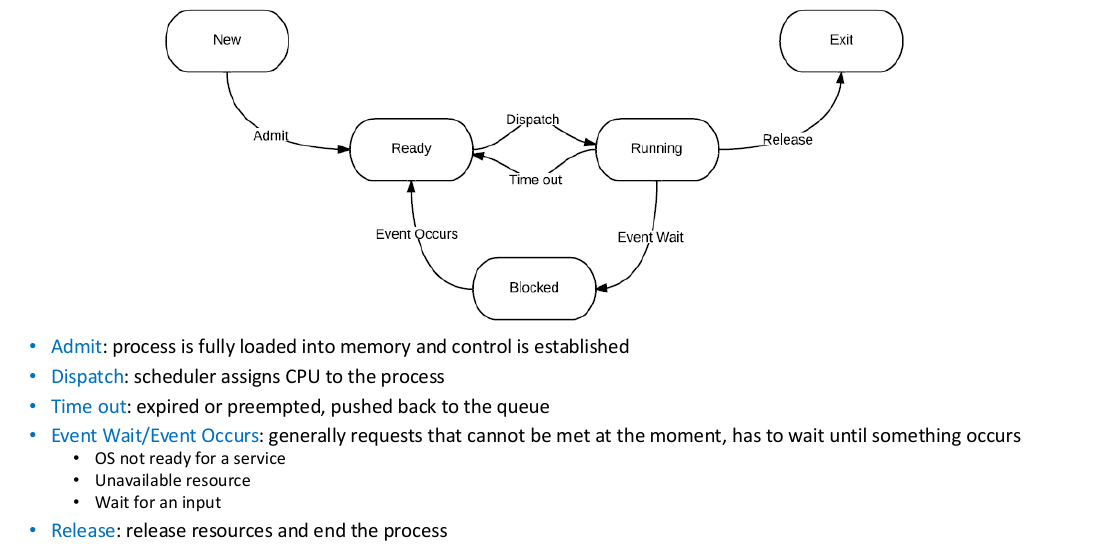 New
Exit
Dispatch
Admit
Ready
Running
Release
Time out
Event Occurs
Event Wait
Blocked
• Admit: process is fully loaded into memory and control is established
• Dispatch: scheduler assigns CPU to the process
• Time out: expired or preempted, pushed back to the queue
• Event Wait/Event Occurs: generally requests that cannot be met at the moment, has to wait until something occurs
• OS not ready for a service
• Unavailable resource
• Wait for an input
• Release: release resources and end the process